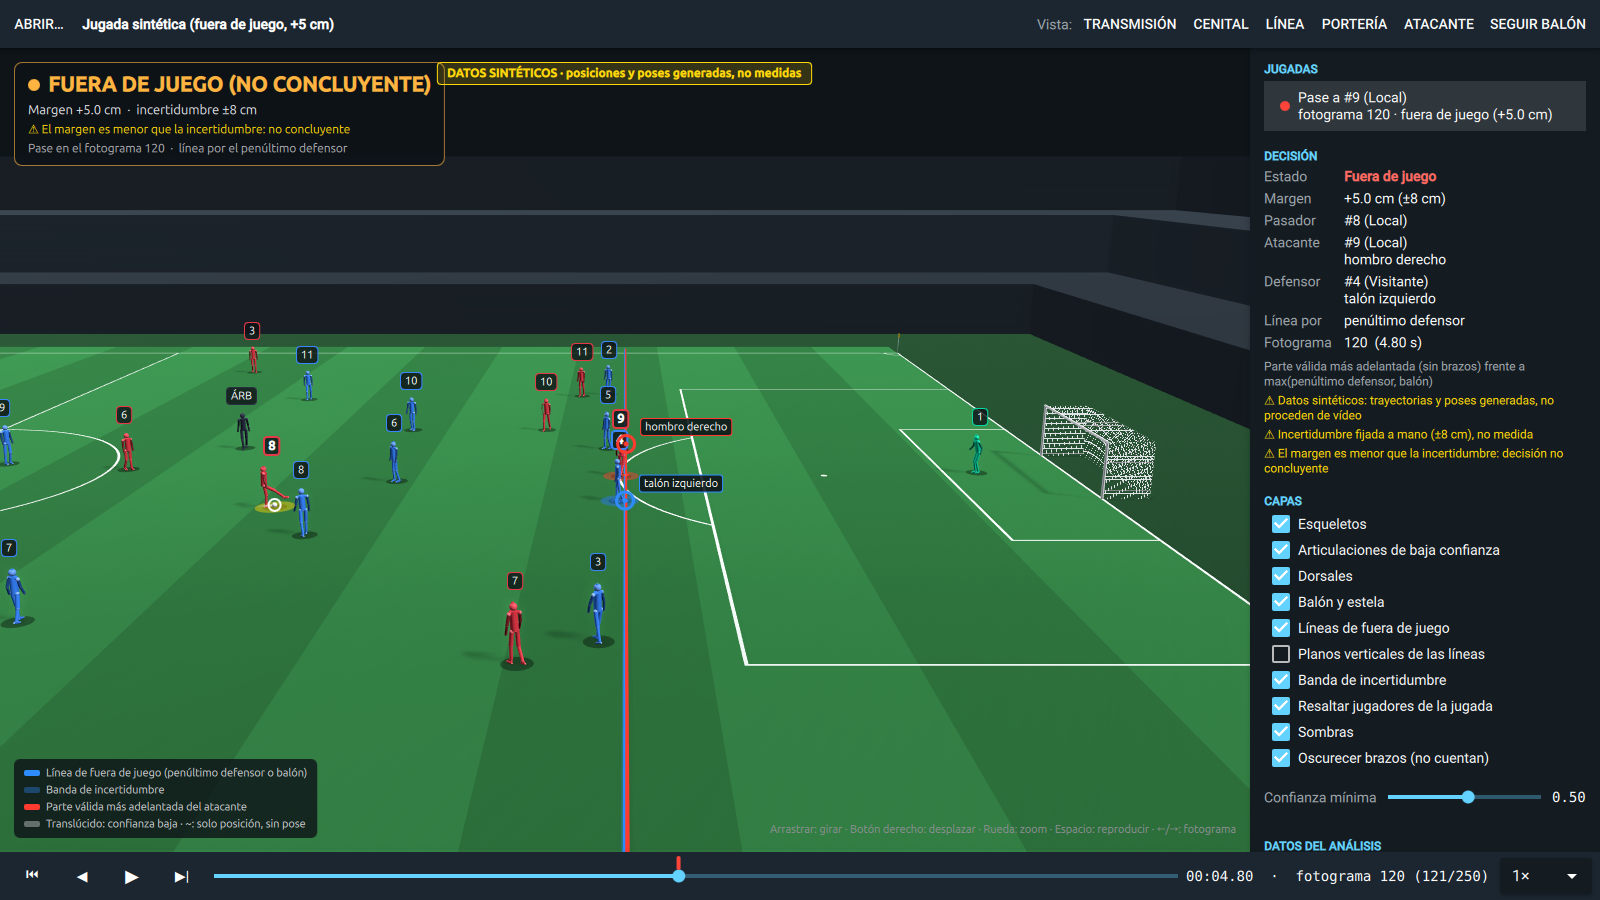 ABRIR... Jugada sintética (fuera de juego, +5 cm)
Vista: TRANSMISIÓN CENITAL LÍNEA PORTERÍA ATACANTE SEGUIR BALÓN
FUERA DE JUEGO (NO CONCLUYENTE)
Margen +5.0 cm · incertidumbre ±8 cm
⚠ El margen es menor que la incertidumbre: no concluyente
Pase en el fotograma 120 · línea por el penúltimo defensor
DATOS SINTÉTICOS · posiciones y poses generadas, no medidas
3
11
11
2
10
10
5
ÁRB
9
6
6
9
hombro derecho
1
8
8
talón izquierdo
7
3
7
Línea de fuera de juego (penúltimo defensor o balón)
Banda de incertidumbre
Parte válida más adelantada del atacante
Translúcido: confianza baja · ~: solo posición, sin pose
Arrastrar: girar · Botón derecho: desplazar · Rueda: zoom · Espacio: reproducir · ←/→: fotograma
JUGADAS
Pase a #9 (Local)
fotograma 120 · fuera de juego (+5.0 cm)
DECISIÓN
Estado Fuera de juego
Margen +5.0 cm (±8 cm)
Pasador #8 (Local)
Atacante #9 (Local)
hombro derecho
Defensor #4 (Visitante)
talón izquierdo
Línea por penúltimo defensor
Fotograma 120 (4.80 s)
Parte válida más adelantada (sin brazos) frente a
max(penúltimo defensor, balón)
⚠ Datos sintéticos: trayectorias y poses generadas, no
proceden de vídeo
⚠ Incertidumbre fijada a mano (±8 cm), no medida
⚠ El margen es menor que la incertidumbre: decisión no
concluyente
CAPAS
Esqueletos
Articulaciones de baja confianza
Dorsales
Balón y estela
Líneas de fuera de juego
Planos verticales de las líneas
Banda de incertidumbre
Resaltar jugadores de la jugada
Sombras
Oscurecer brazos (no cuentan)
Confianza mínima 0.50
DATOS DEL ANÁLISIS
00:04.80 · fotograma 120 (121/250) 1×